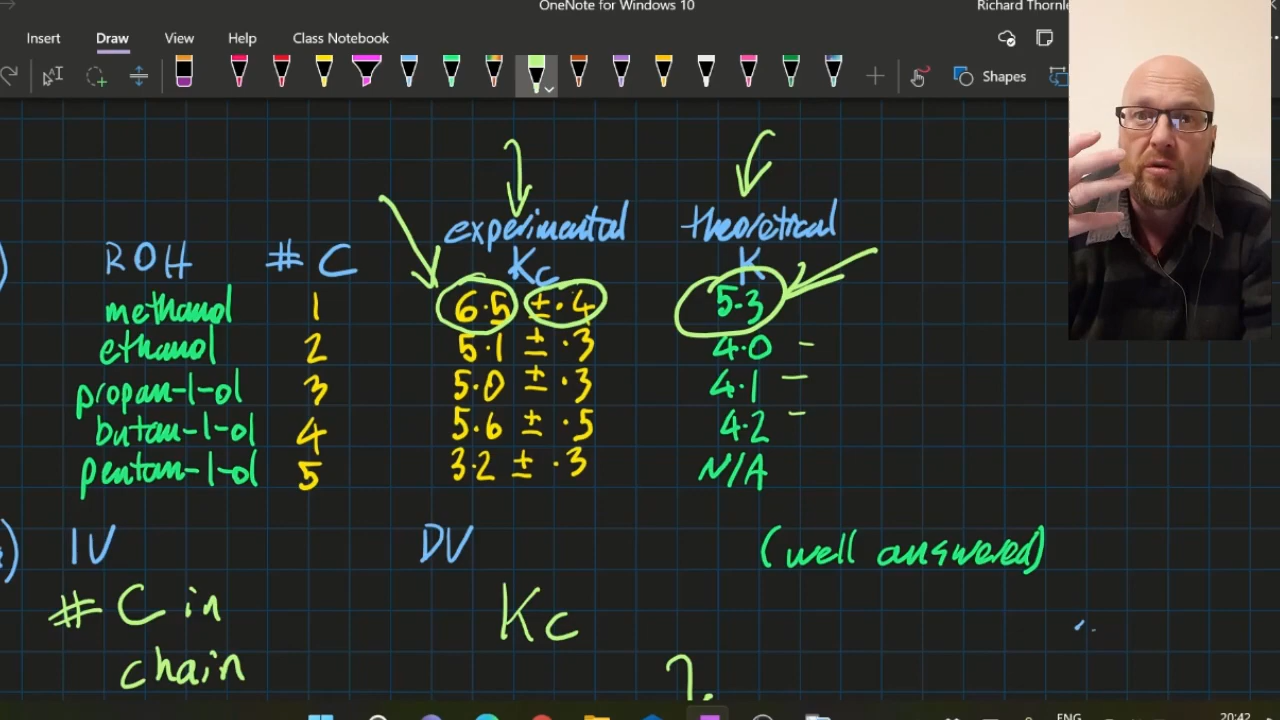 OneNote for Windows 10
Richard Thornle
Insert Draw View Help Class Notebook
Shapes
experimental theoretical
ROH # C Kc K
methanol 1 6.5 ± .4 5.3
ethanol 2 5.1 ± .3 4.0 -
propan-1-ol 3 5.0 ± .3 4.1 -
butan-1-ol 4 5.6 ± .5 4.2 -
pentan-1-ol 5 3.2 ± .3 N/A
) IV DV (well answered)
# C in Kc
chain ?
ENG
20:42